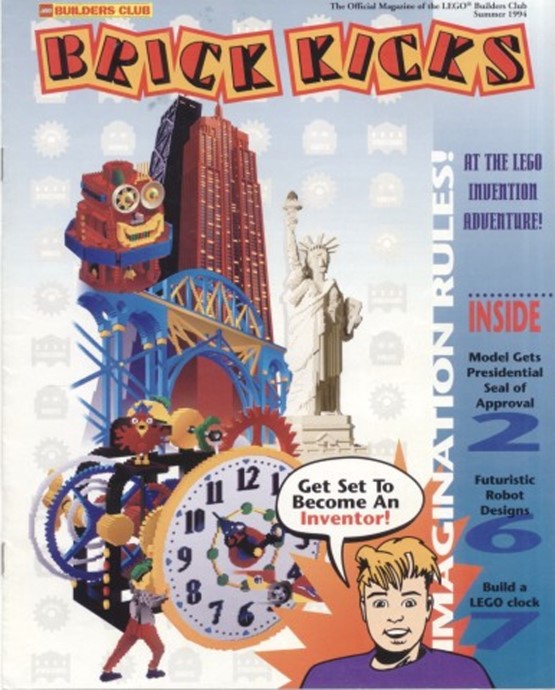 LEGO BUILDERS CLUB
The Official Magazine of the LEGO® Builders Club
Summer 1994
BRICK KICKS
AT THE LEGO
INVENTION
ADVENTURE!
IMAGINATION RULES!
INSIDE
Model Gets
Presidential
Seal of
Approval
2
Futuristic
Robot
Designs
6
Build a
LEGO clock
7
Get Set To
Become An
Inventor!
11 12 1
10
9
8
7 6 5